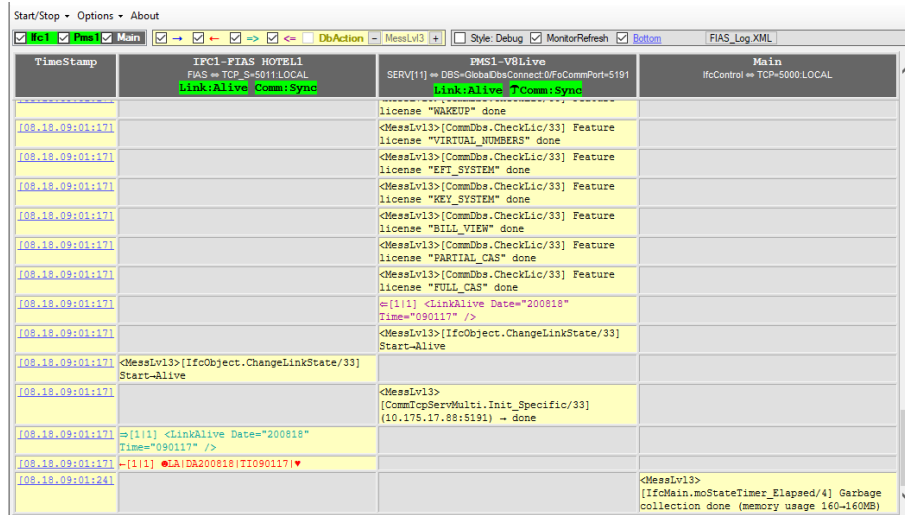 Start/Stop ▾ Options ▾ About
Ifc1 Pms1 Main → ← => <= DbAction - MessLvl3 + Style: Debug MonitorRefresh Bottom FIAS_Log.XML
TimeStamp
IFC1-FIAS HOTEL1
FIAS ⇔ TCP_S=5011:LOCAL
Link:Alive Comm:Sync
PMS1-V8Live
SERV[11] ⇔ DBS=GlobalDbsConnect:0/FoCommPort=5191
Link:Alive ⍑Comm:Sync
Main
IfcControl ⇔ TCP=5000:LOCAL
license "WAKEUP" done
[08.18.09:01:17] <MessLvl3>[CommDbs.CheckLic/33] Feature
license "VIRTUAL_NUMBERS" done
[08.18.09:01:17] <MessLvl3>[CommDbs.CheckLic/33] Feature
license "EFT_SYSTEM" done
[08.18.09:01:17] <MessLvl3>[CommDbs.CheckLic/33] Feature
license "KEY_SYSTEM" done
[08.18.09:01:17] <MessLvl3>[CommDbs.CheckLic/33] Feature
license "BILL_VIEW" done
[08.18.09:01:17] <MessLvl3>[CommDbs.CheckLic/33] Feature
license "PARTIAL_CAS" done
[08.18.09:01:17] <MessLvl3>[CommDbs.CheckLic/33] Feature
license "FULL_CAS" done
[08.18.09:01:17] ⇐[1|1] <LinkAlive Date="200818"
Time="090117" />
[08.18.09:01:17] <MessLvl3>[IfcObject.ChangeLinkState/33]
Start→Alive
[08.18.09:01:17] <MessLvl3>[IfcObject.ChangeLinkState/33]
Start→Alive
[08.18.09:01:17] <MessLvl3>
[CommTcpServMulti.Init_Specific/33]
(10.175.17.88:5191) → done
[08.18.09:01:17] ⇒[1|1] <LinkAlive Date="200818"
Time="090117" />
[08.18.09:01:17] ←[1|1] ☻LA|DA200818|TI090117|♥
[08.18.09:01:24] <MessLvl3>
[IfcMain.moStateTimer_Elapsed/4] Garbage
collection done (memory usage 160→160MB)